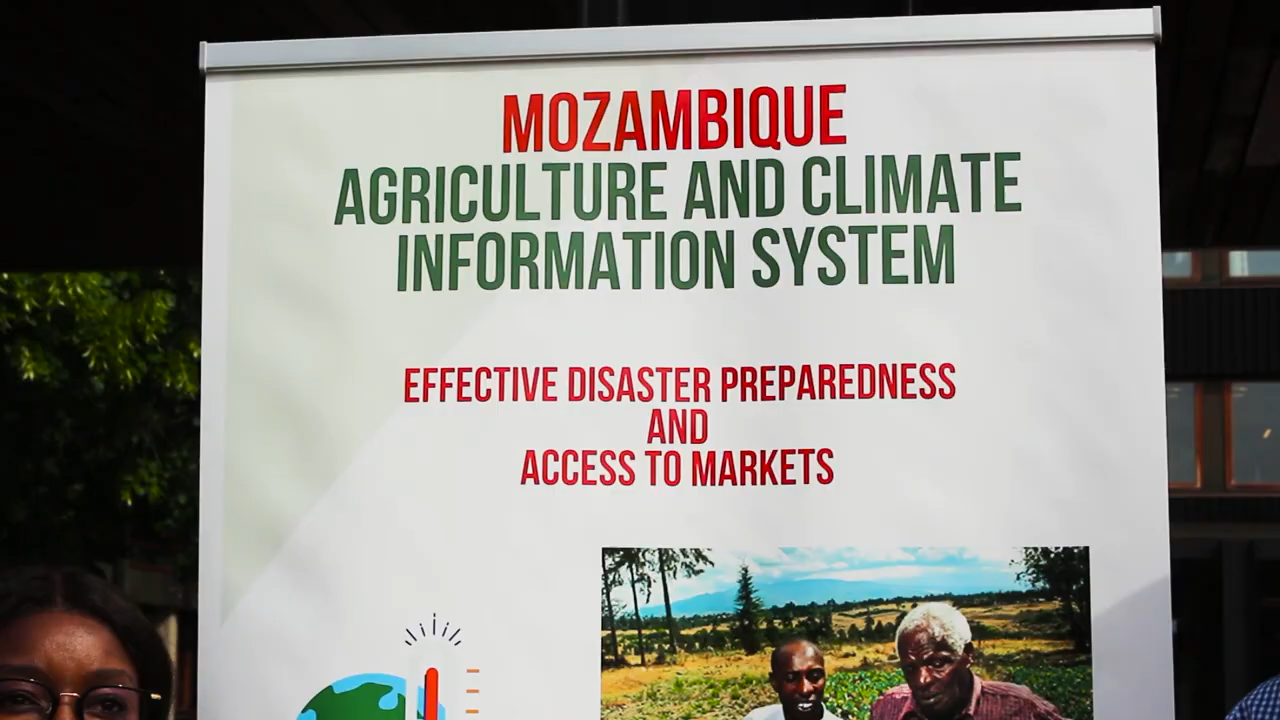 MOZAMBIQUE
AGRICULTURE AND CLIMATE
INFORMATION SYSTEM
EFFECTIVE DISASTER PREPAREDNESS
AND
ACCESS TO MARKETS